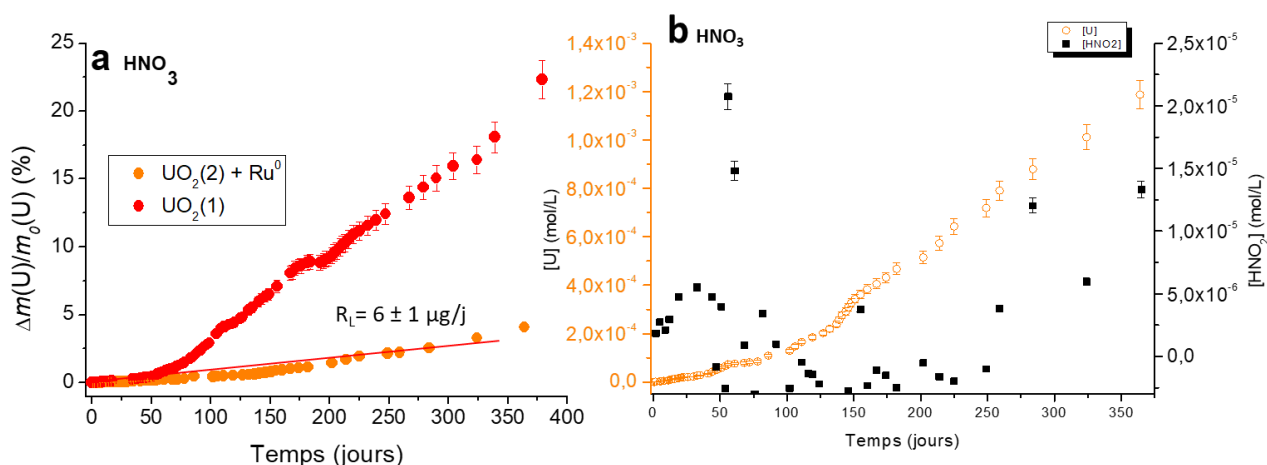 a HNO3
25
20
15
10
5
0
Δm(U)/m0(U) (%)
UO2(2) + Ru0
UO2(1)
RL= 6 ± 1 µg/j
0 50 100 150 200 250 300 350 400
Temps (jours)
b HNO3
[U]
[HNO2]
1,4x10-3
1,2x10-3
1,0x10-3
8,0x10-4
6,0x10-4
4,0x10-4
2,0x10-4
0,0
[U] (mol/L)
2,5x10-5
2,0x10-5
1,5x10-5
1,0x10-5
5,0x10-6
0,0
[HNO2] (mol/L)
0 50 100 150 200 250 300 350
Temps (jours)